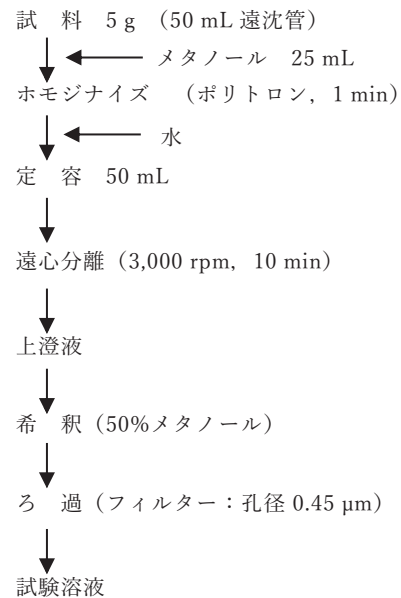 試　料　5 g　（50 mL 遠沈管）
メタノール　25 mL
ホモジナイズ　（ポリトロン，1 min）
水
定　容　50 mL
遠心分離（3,000 rpm，10 min）
上澄液
希　釈（50%メタノール）
ろ　過（フィルター：孔径 0.45 μm）
試験溶液